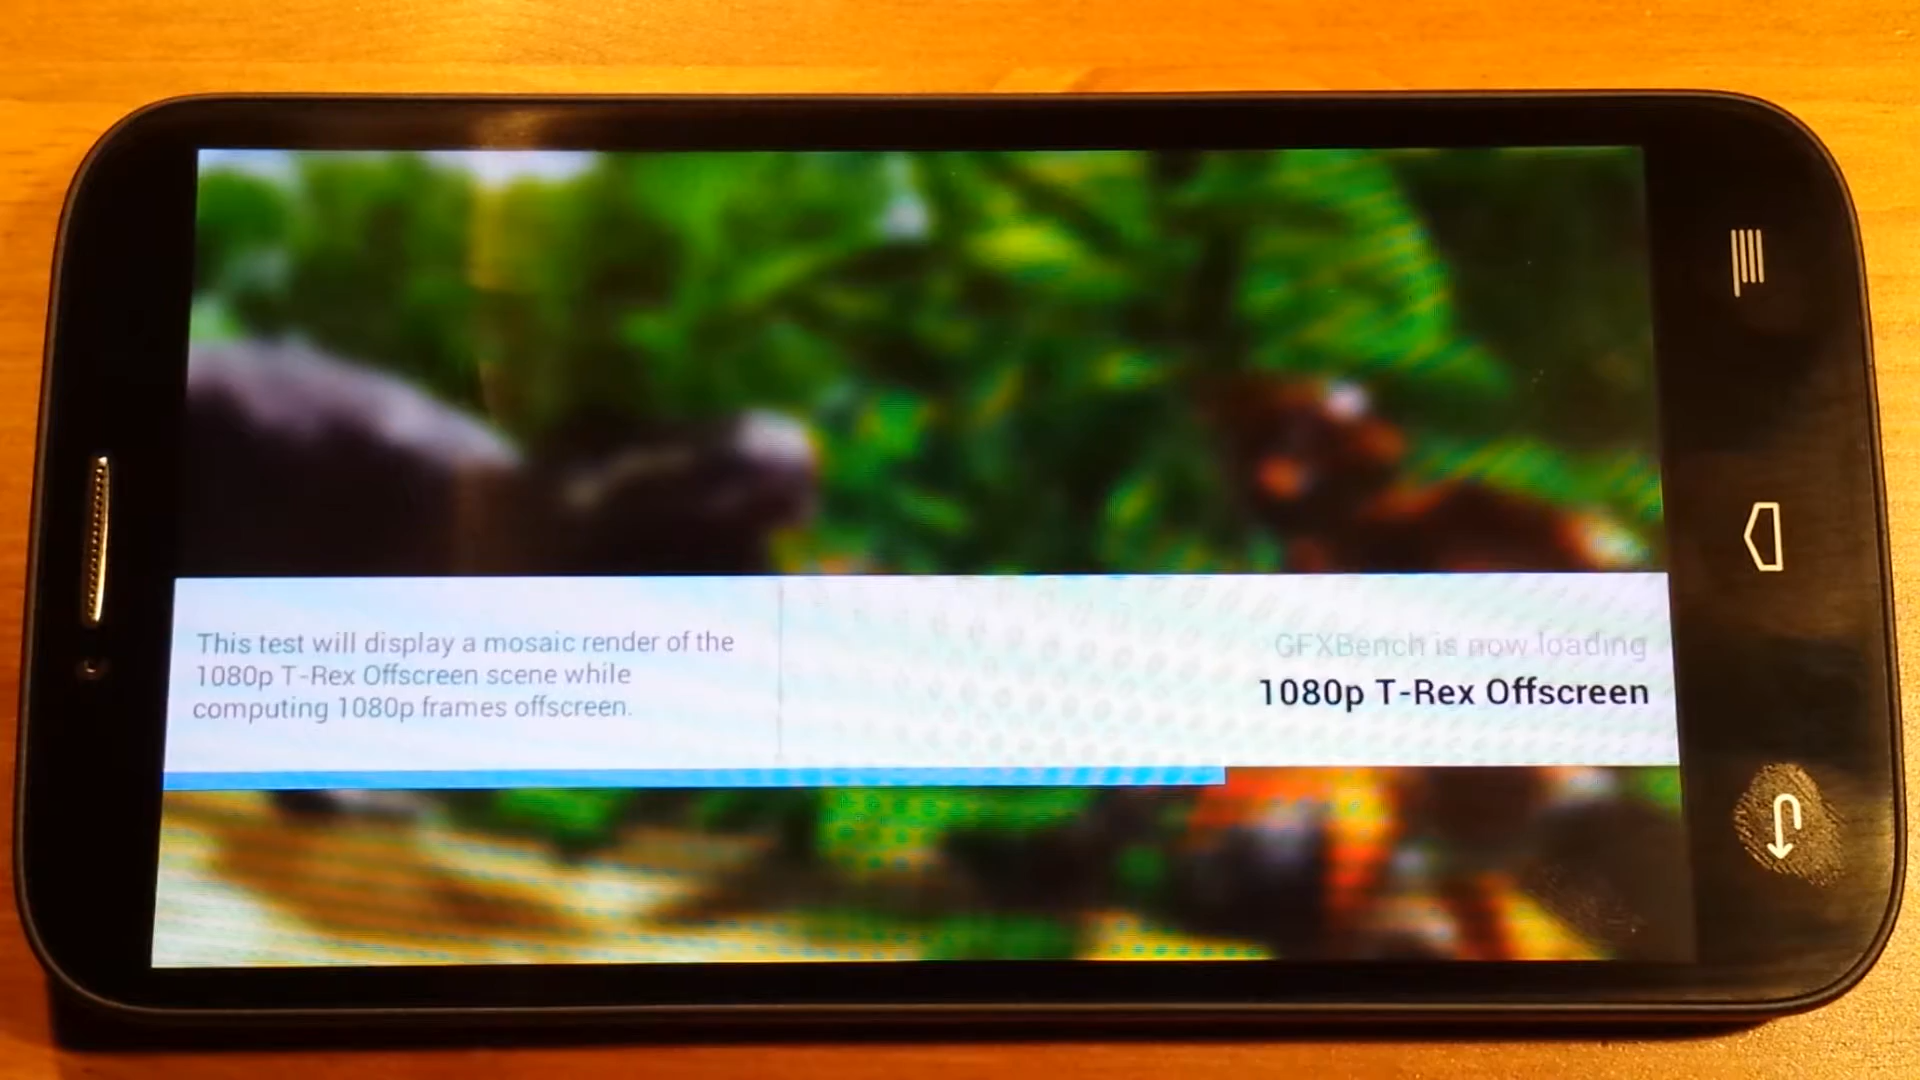 This test will display a mosaic render of the
1080p T-Rex Offscreen scene while
computing 1080p frames offscreen.
GFXBench is now loading
1080p T-Rex Offscreen